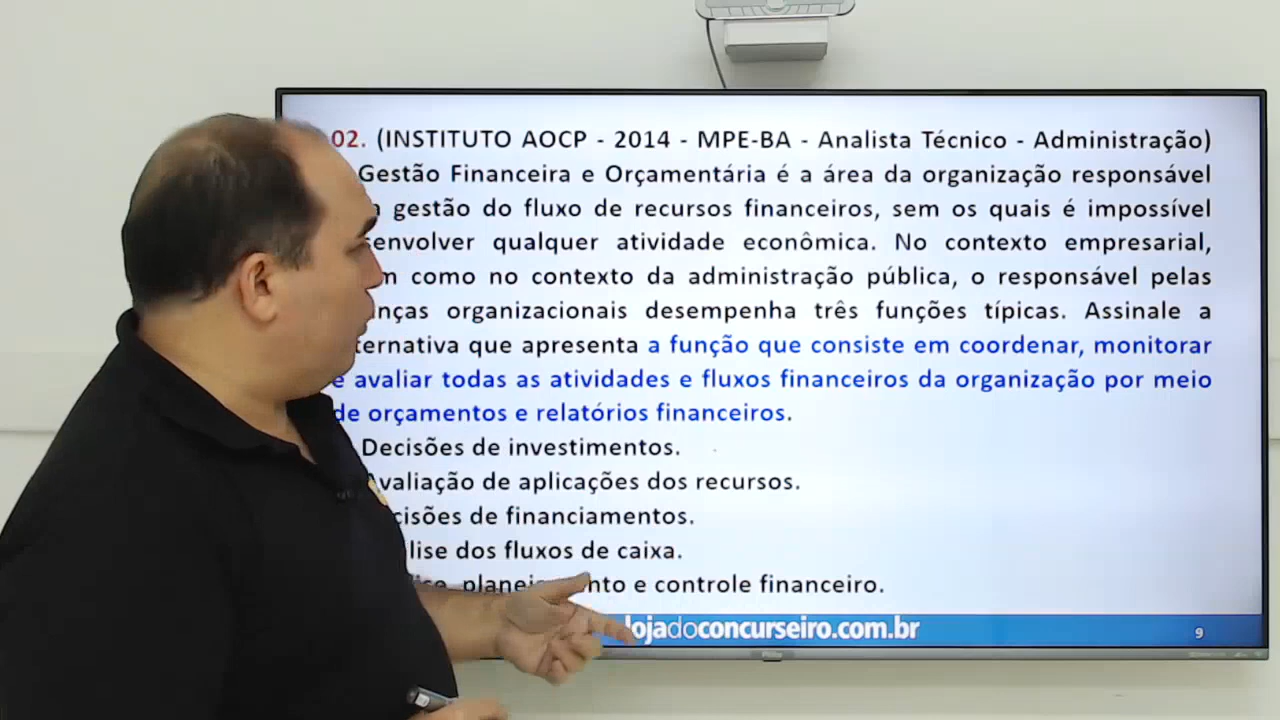 02. (INSTITUTO AOCP - 2014 - MPE-BA - Analista Técnico - Administração)
Gestão Financeira e Orçamentária é a área da organização responsável
gestão do fluxo de recursos financeiros, sem os quais é impossível
senvolver qualquer atividade econômica. No contexto empresarial,
como no contexto da administração pública, o responsável pelas
anças organizacionais desempenha três funções típicas. Assinale a
ternativa que apresenta a função que consiste em coordenar, monitorar
e avaliar todas as atividades e fluxos financeiros da organização por meio
de orçamentos e relatórios financeiros.
Decisões de investimentos.
Avaliação de aplicações dos recursos.
cisões de financiamentos.
lise dos fluxos de caixa.
planejamento e controle financeiro.
lojadoconcurseiro.com.br 9